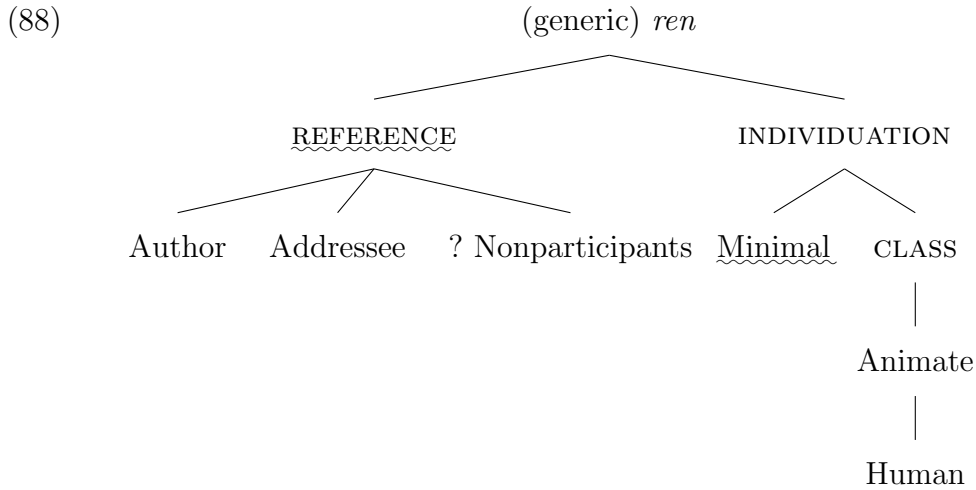 (88) (generic) ren
REFERENCE INDIVIDUATION
Author Addressee ? Nonparticipants Minimal CLASS
Animate
Human